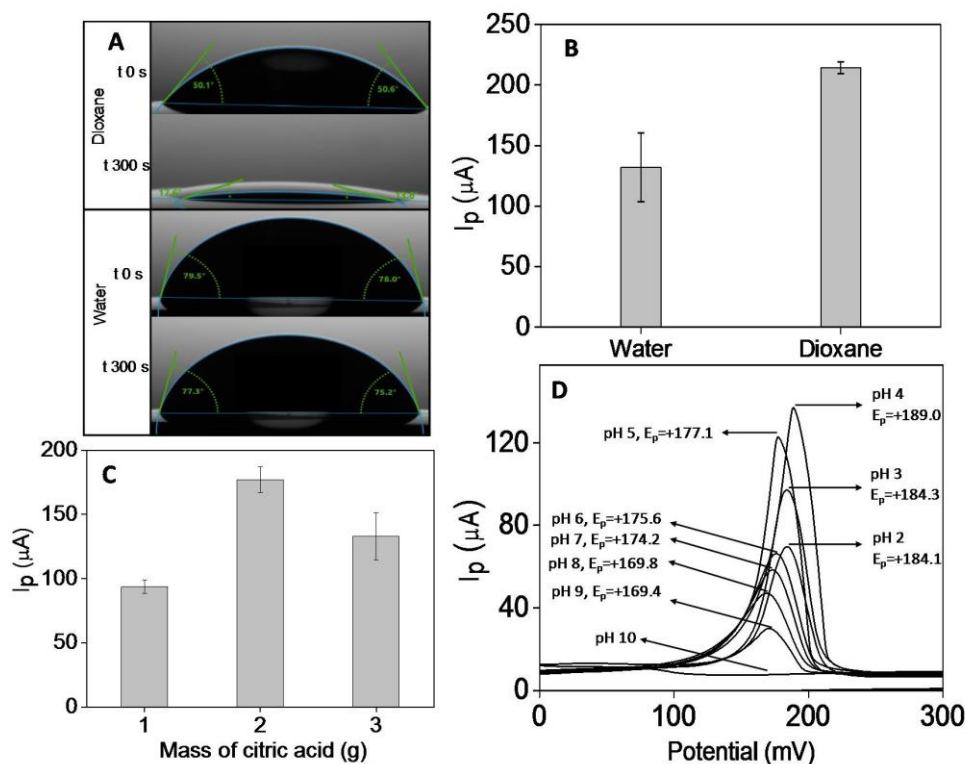 A
Dioxane
t 0 s
50.1°
50.6°
t 300 s
Water
t 0 s
79.5°
78.0°
t 300 s
77.3°
75.2°
B
Ip (µA)
250
200
150
100
50
0
Water
Dioxane
C
Ip (µA)
200
150
100
50
0
1
2
3
Mass of citric acid (g)
D
Ip (µA)
120
80
40
0
pH 4
Ep=+189.0
pH 5, Ep=+177.1
pH 3
Ep=+184.3
pH 6, Ep=+175.6
pH 7, Ep=+174.2
pH 2
Ep=+184.1
pH 8, Ep=+169.8
pH 9, Ep=+169.4
pH 10
0
100
200
300
Potential (mV)